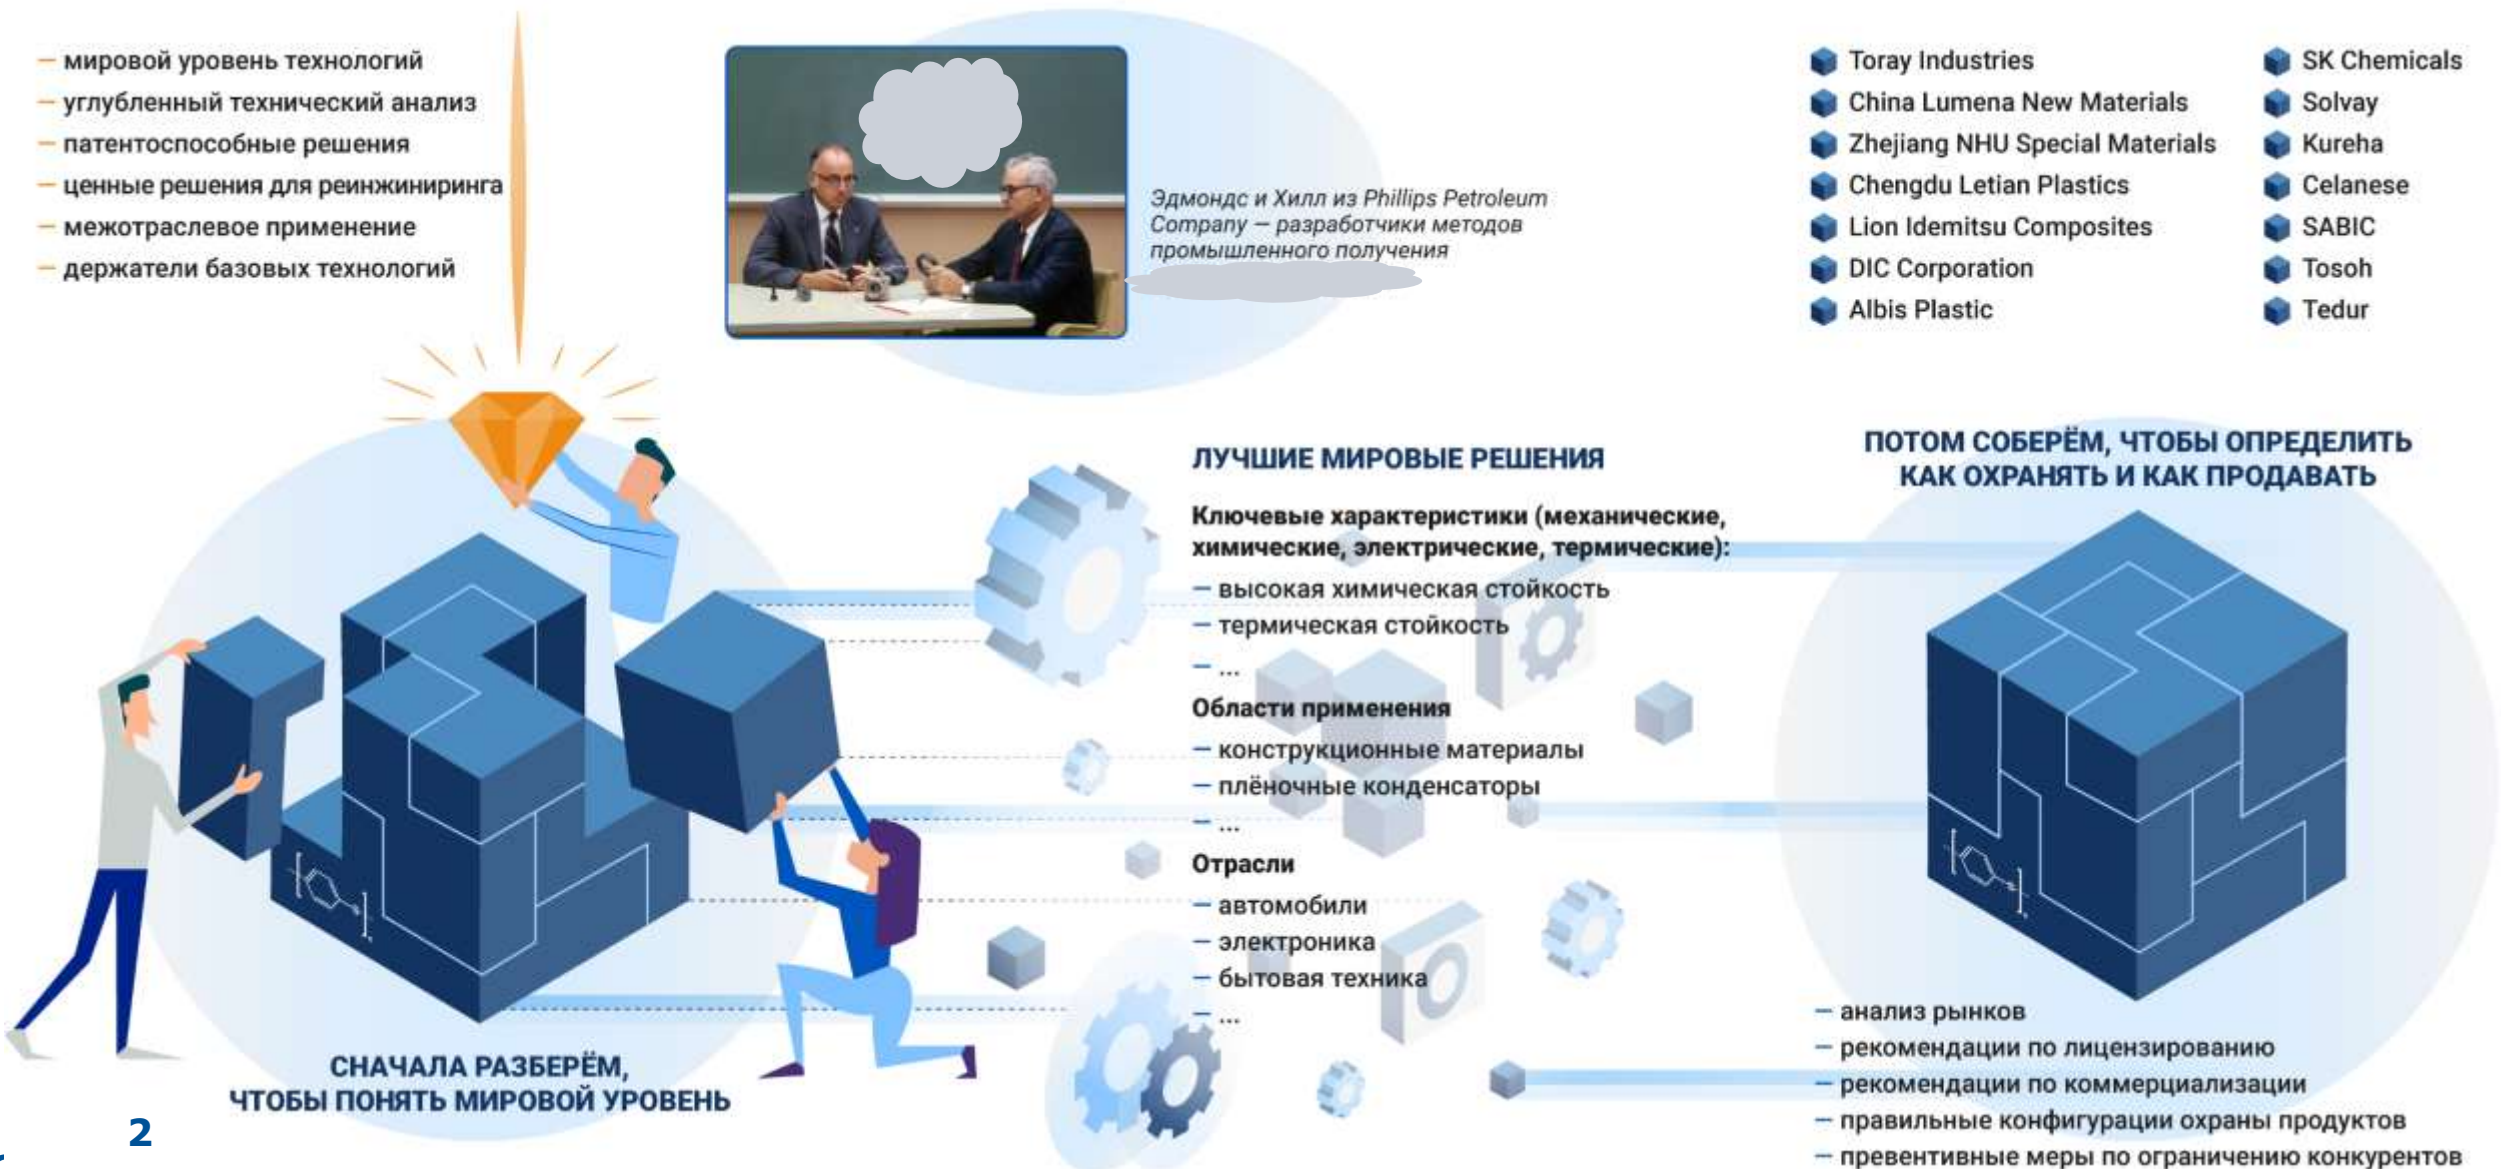 — мировой уровень технологий
— углубленный технический анализ
— патентоспособные решения
— ценные решения для реинжиниринга
— межотраслевое применение
— держатели базовых технологий
Эдмондс и Хилл из Phillips Petroleum
Company — разработчики методов
промышленного получения
Toray Industries
China Lumena New Materials
Zhejiang NHU Special Materials
Chengdu Letian Plastics
Lion Idemitsu Composites
DIC Corporation
Albis Plastic
SK Chemicals
Solvay
Kureha
Celanese
SABIC
Tosoh
Tedur
СНАЧАЛА РАЗБЕРЁМ,
ЧТОБЫ ПОНЯТЬ МИРОВОЙ УРОВЕНЬ
ЛУЧШИЕ МИРОВЫЕ РЕШЕНИЯ
Ключевые характеристики (механические,
химические, электрические, термические):
— высокая химическая стойкость
— термическая стойкость
— ...
Области применения
— конструкционные материалы
— плёночные конденсаторы
— ...
Отрасли
— автомобили
— электроника
— бытовая техника
— ...
ПОТОМ СОБЕРЁМ, ЧТОБЫ ОПРЕДЕЛИТЬ
КАК ОХРАНЯТЬ И КАК ПРОДАВАТЬ
— анализ рынков
— рекомендации по лицензированию
— рекомендации по коммерциализации
— правильные конфигурации охраны продуктов
— превентивные меры по ограничению конкурентов
2